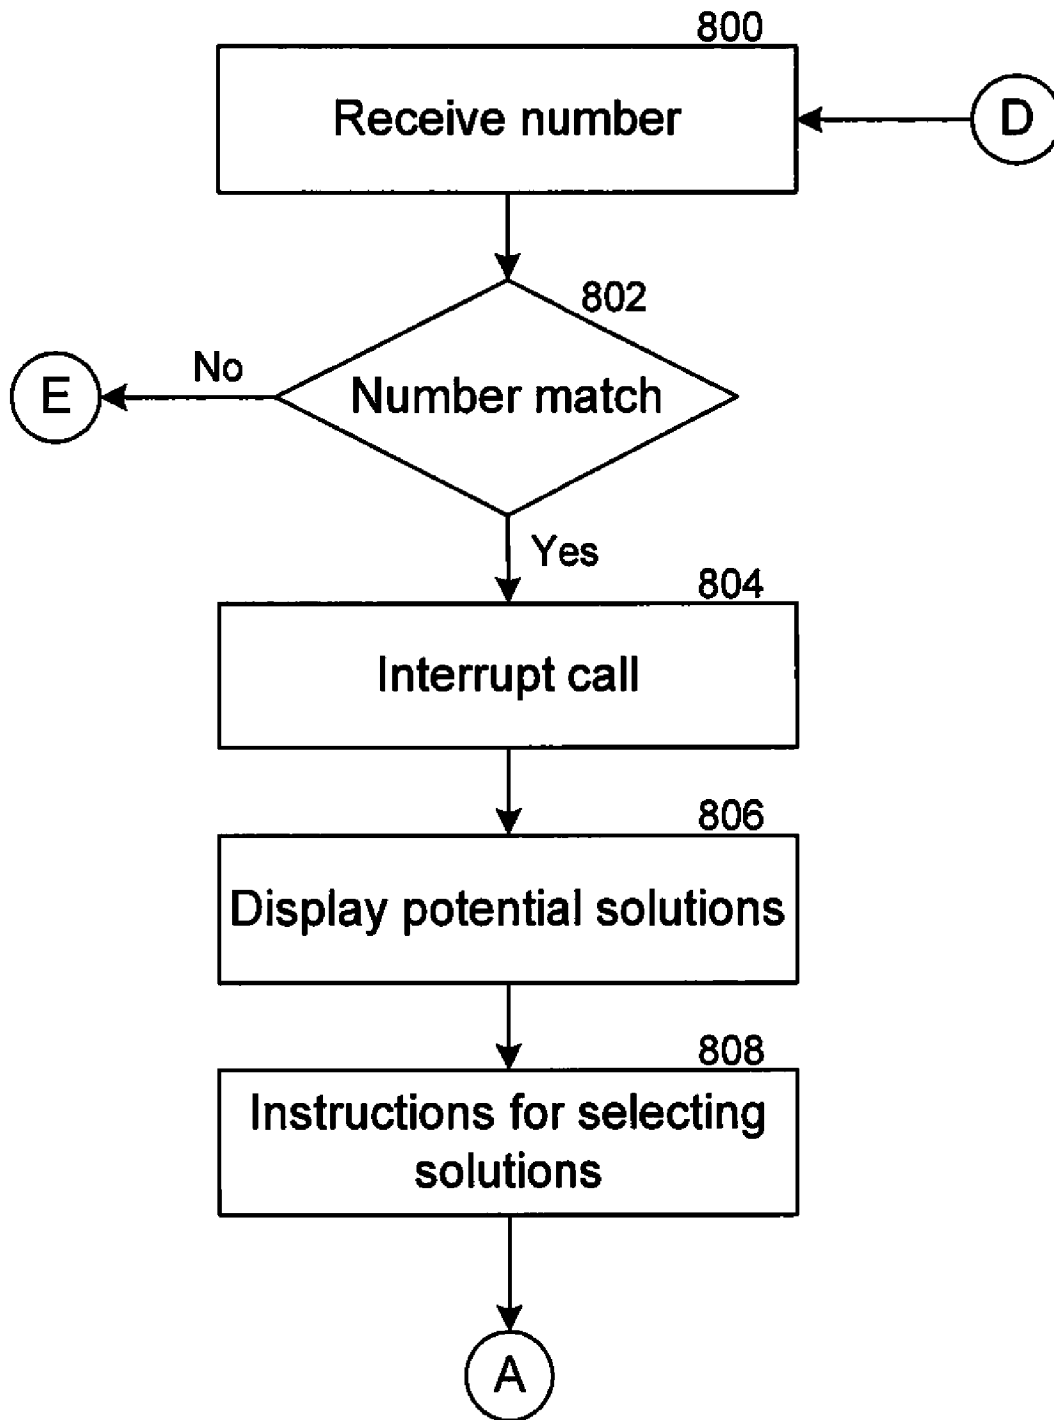 800
Receive number
D
802
No
E
Number match
Yes
804
Interrupt call
806
Display potential solutions
808
Instructions for selecting
solutions
A